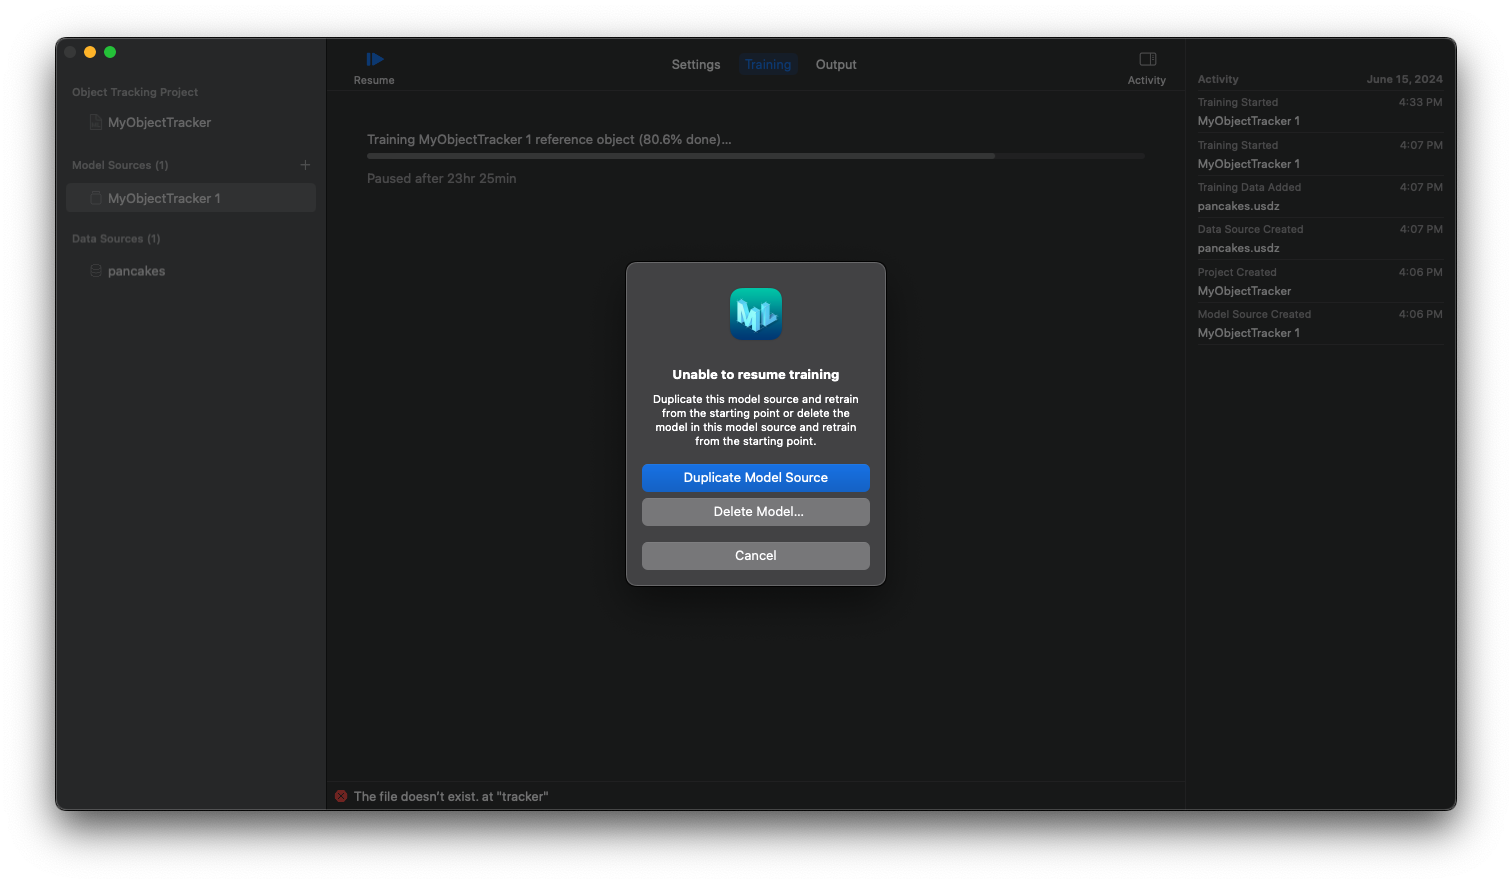 Object Tracking Project
MyObjectTracker
Model Sources (1)
MyObjectTracker 1
Data Sources (1)
pancakes
Resume
Settings
Training
Output
Activity
Training MyObjectTracker 1 reference object (80.6% done)...
Paused after 23hr 25min
ML
Unable to resume training
Duplicate this model source and retrain
from the starting point or delete the
model in this model source and retrain
from the starting point.
Duplicate Model Source
Delete Model...
Cancel
The file doesn't exist. at "tracker"
Activity June 15, 2024
Training Started 4:33 PM
MyObjectTracker 1
Training Started 4:07 PM
MyObjectTracker 1
Training Data Added 4:07 PM
pancakes.usdz
Data Source Created 4:07 PM
pancakes.usdz
Project Created 4:06 PM
MyObjectTracker
Model Source Created 4:06 PM
MyObjectTracker 1